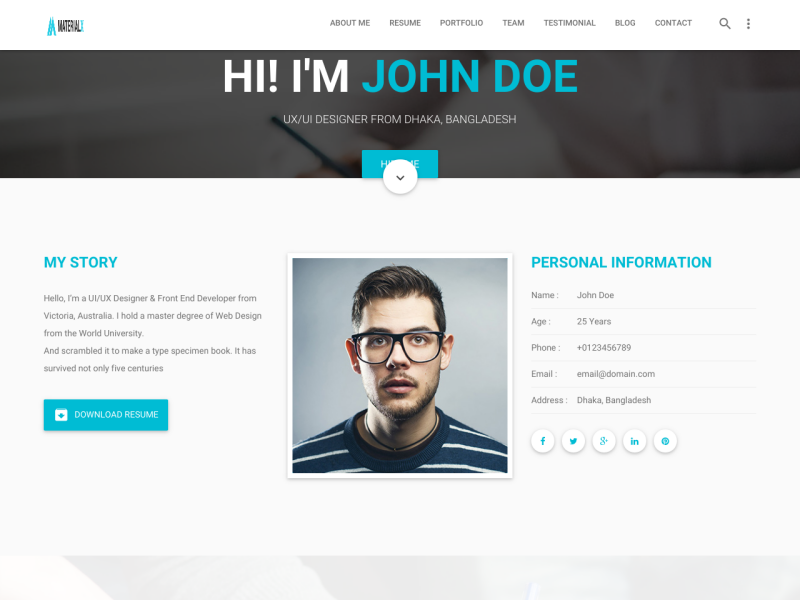 MATERIALX
ABOUT ME RESUME PORTFOLIO TEAM TESTIMONIAL BLOG CONTACT
HI! I'M JOHN DOE
UX/UI DESIGNER FROM DHAKA, BANGLADESH
MY STORY
Hello, I'm a UI/UX Designer & Front End Developer from
Victoria, Australia. I hold a master degree of Web Design
from the World University.
And scrambled it to make a type specimen book. It has
survived not only five centuries
DOWNLOAD RESUME
PERSONAL INFORMATION
Name : John Doe
Age : 25 Years
Phone : +0123456789
Email : email@domain.com
Address : Dhaka, Bangladesh